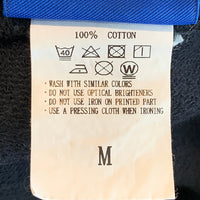 100% COTTON
40
W
・WASH WITH SIMILAR COLORS
・DO NOT USE OPTICAL BRIGHTENERS
・DO NOT USE IRON ON PRINTED PART
・USE A PRESSING CLOTH WHEN IRONING
M